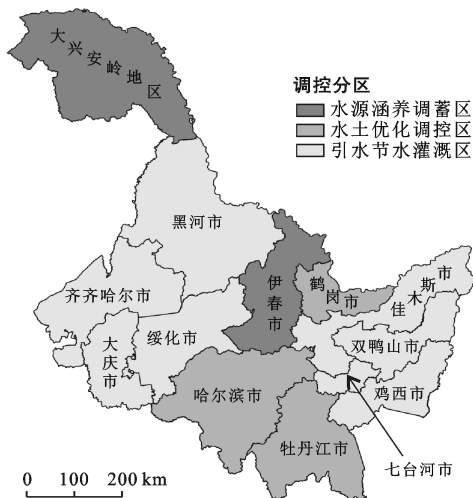 大兴安岭地区
调控分区
水源涵养调蓄区
水土优化调控区
引水节水灌溉区
黑河市
伊春市
鹤岗市
佳木斯市
齐齐哈尔市
绥化市
大庆市
双鸭山市
哈尔滨市
鸡西市
牡丹江市
七台河市
0 100 200 km